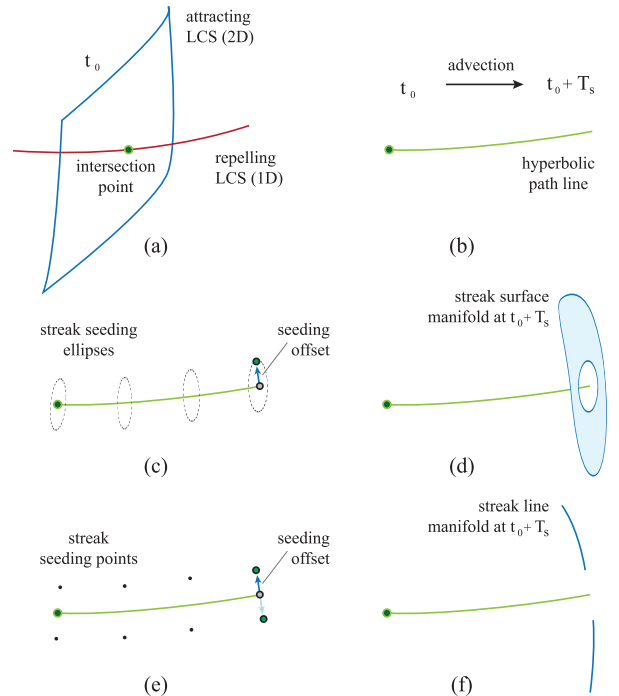 attracting
LCS (2D)
t₀
intersection
point
repelling
LCS (1D)
(a)
advection
t₀
t₀ + Tₛ
hyperbolic
path line
(b)
streak seeding
ellipses
seeding
offset
(c)
streak surface
manifold at t₀ + Tₛ
(d)
streak
seeding points
seeding
offset
(e)
streak line
manifold at t₀ + Tₛ
(f)